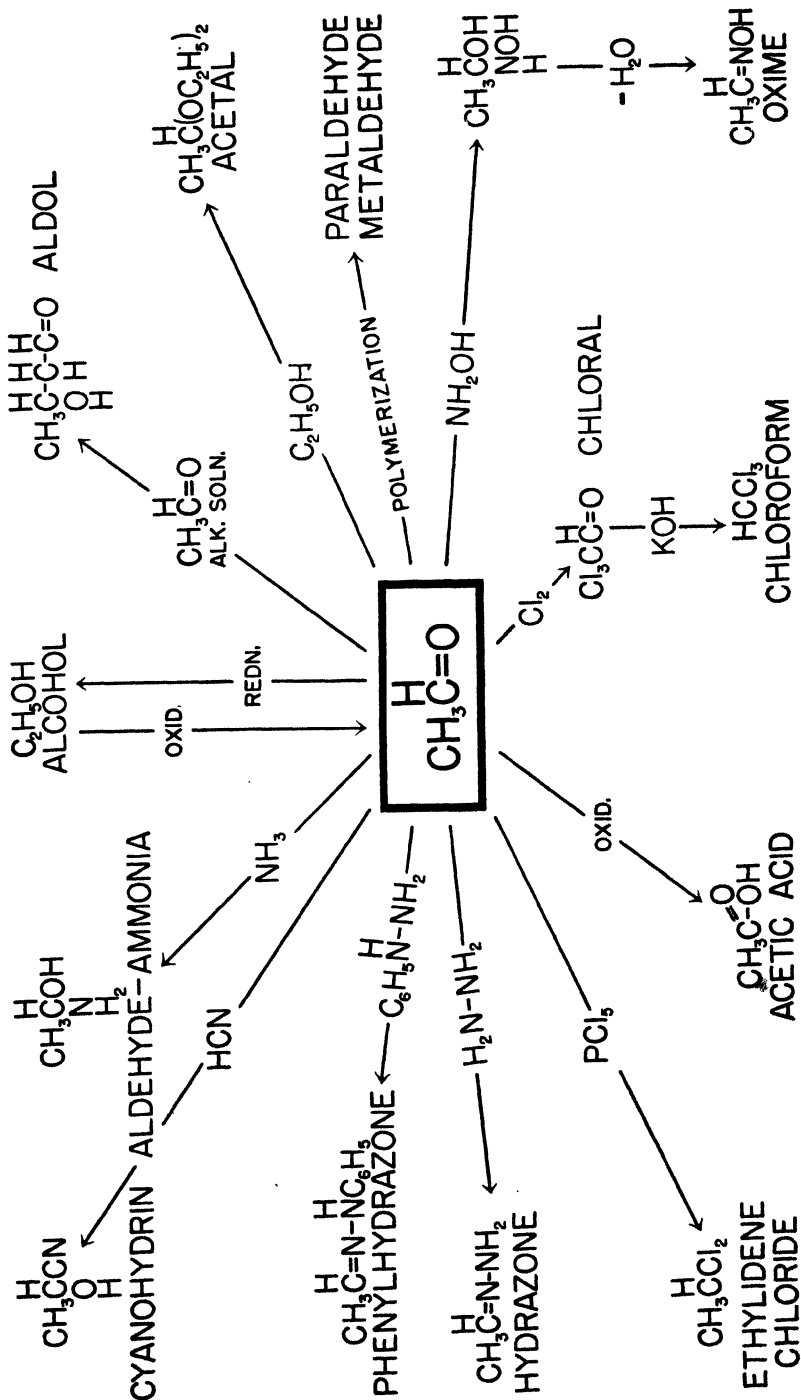 H
CH₃CCN
O
H
CYANOHYDRIN
H
CH₃COH
N
H₂
ALDEHYDE-AMMONIA
C₂H₅OH
ALCOHOL
H H H
CH₃C-C-C=O ALDOL
O H
H
H
CH₃C(OC₂H₅)₂
ACETAL
HCN
NH₃
OXID.
REDN.
H
CH₃C=O
ALK. SOLN.
C₂H₅OH
H H
CH₃C=N-NC₆H₅
PHENYLHYDRAZONE
H
C₆H₅N-NH₂
POLYMERIZATION
PARALDEHYDE
METALDEHYDE
H
CH₃C=O
H
CH₃C=N-NH₂
HYDRAZONE
H₂N-NH₂
NH₂OH
H
CH₃COH
NOH
H
-H₂O
H
CH₃C=NOH
OXIME
PCl₅
H
CH₃CCl₂
ETHYLIDENE
CHLORIDE
OXID.
O
CH₃C-OH
ACETIC ACID
Cl₂
H
Cl₃CC=O CHLORAL
KOH
HCCl₃
CHLOROFORM